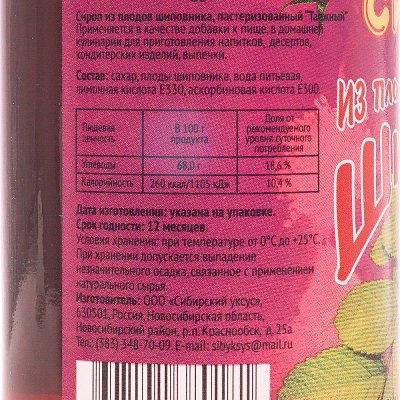 Сироп из плодов шиповника, пастеризованный "Таёжный"
Применяется в качестве добавки к пище, в домашней
кулинарии для приготовления напитков, десертов,
кондитерских изделий, выпечки.
Состав: сахар, плоды шиповника, вода питьевая,
лимонная кислота Е330, аскорбиновая кислота Е300.
Пищевая ценность
В 100 г продукта
Доля от рекомендуемого уровня суточного потребления
Углеводы 68,0 г 18,6 %
Калорийность 260 ккал/1105 кДж 10,4 %
Дата изготовления: указана на упаковке.
Срок годности: 12 месяцев.
Условия хранения: при температуре от 0°С до +25°С.
При хранении допускается выпадение
незначительного осадка, связанное с применением
натурального сырья.
Изготовитель: ООО «Сибирский уксус»,
630501, Россия, Новосибирская область,
Новосибирский район, р.п. Краснообск, д. 25а.
Тел: (383) 348-70-09. E-mail: sibyksys@mail.ru
ИЗ